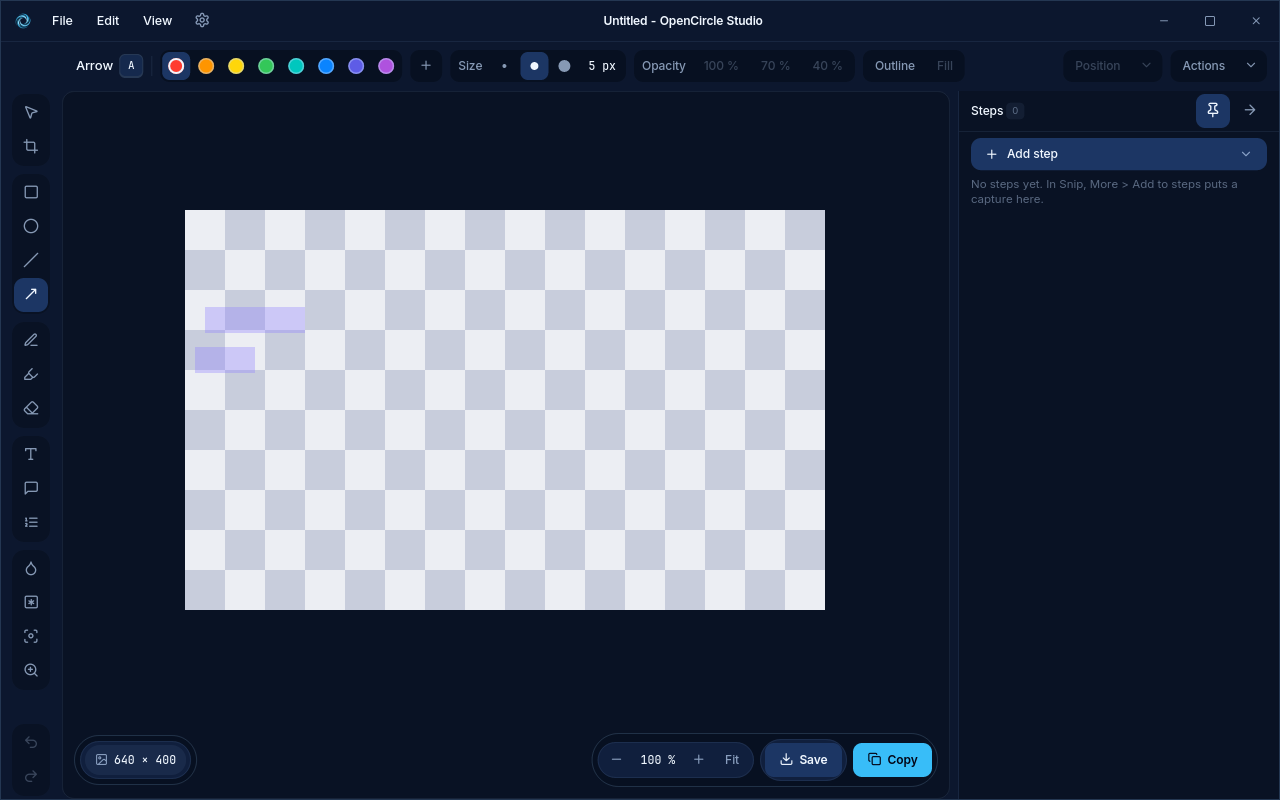 File Edit View
Untitled - OpenCircle Studio
Arrow A
Size 5 px
Opacity 100 % 70 % 40 %
Outline Fill
Position
Actions
Steps 0
Add step
No steps yet. In Snip, More > Add to steps puts a
capture here.
640 × 400
100 % Fit
Save
Copy